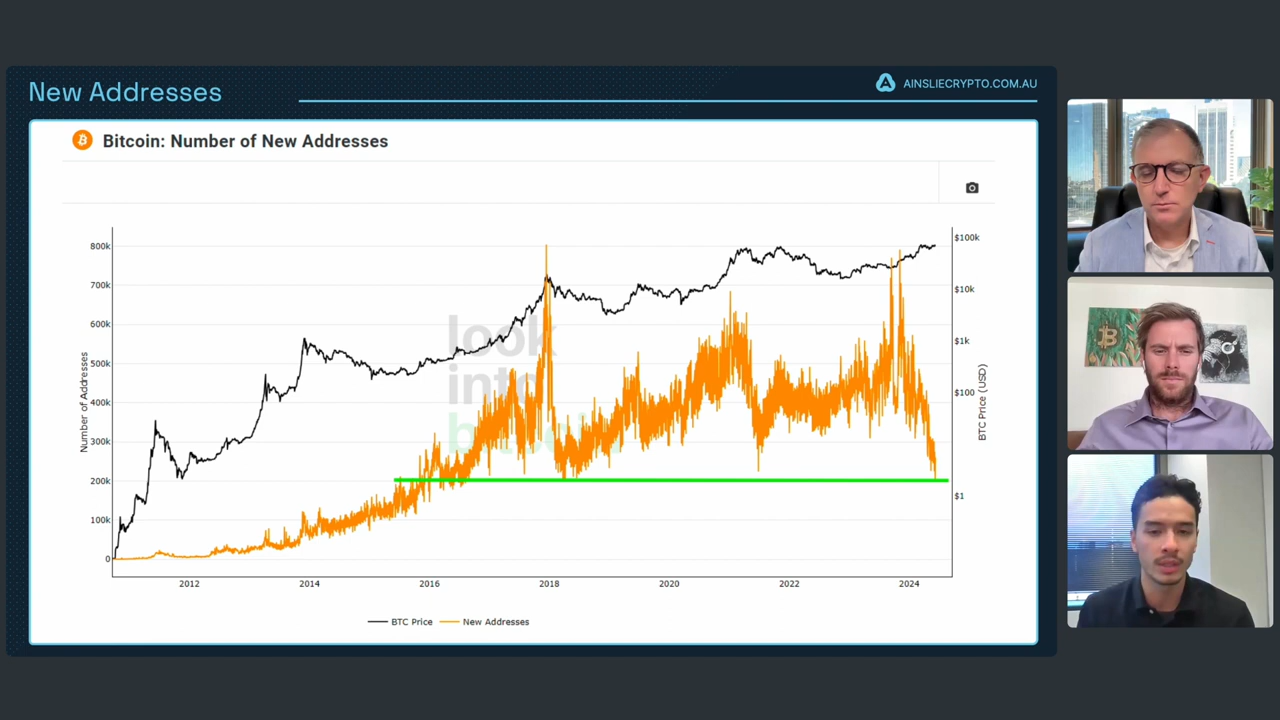 New Addresses
AINSLIECRYPTO.COM.AU
Bitcoin: Number of New Addresses
800k
700k
600k
500k
400k
300k
200k
100k
0
Number of Addresses
look
into
$100k
$10k
$1k
$100
$1
BTC Price (USD)
2012
2014
2016
2018
2020
2022
2024
BTC Price
New Addresses